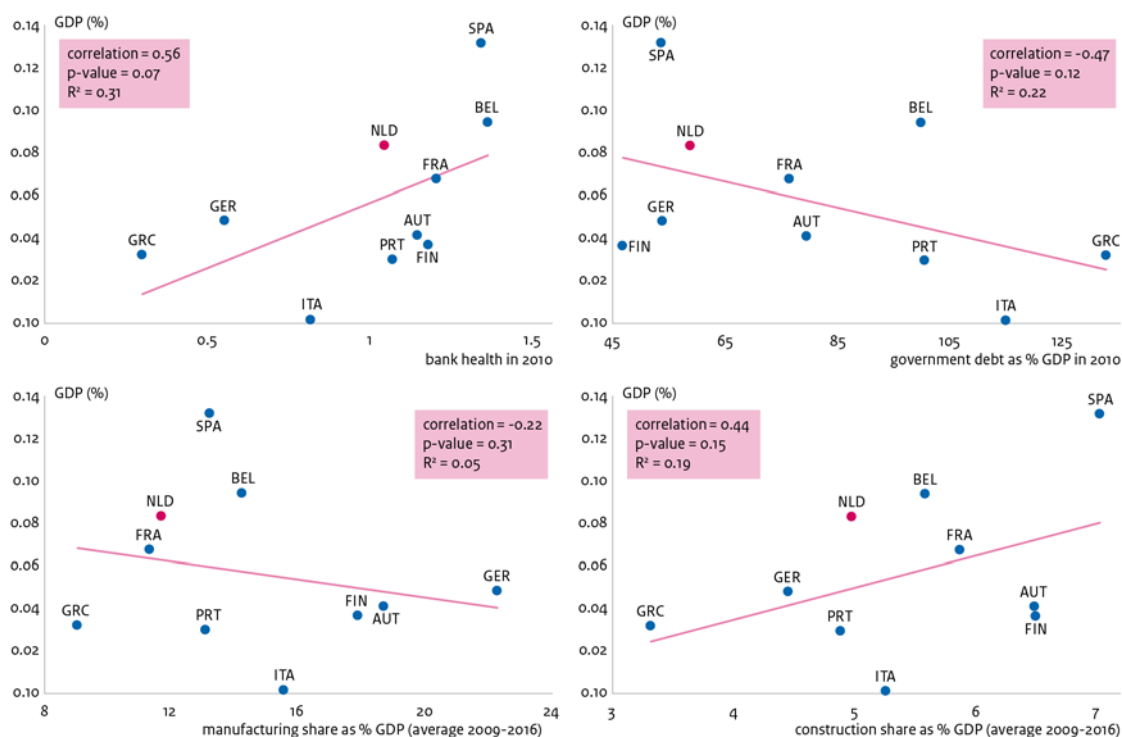 GDP (%)
0.14
0.12
0.10
0.08
0.06
0.04
0.02
0.10
correlation = 0.56
p-value = 0.07
R² = 0.31
SPA
BEL
NLD
FRA
GER
AUT
GRC
PRT
FIN
ITA
0
0.5
1
1.5
bank health in 2010
GDP (%)
0.14
0.12
0.10
0.08
0.06
0.04
0.02
0.10
correlation = -0.47
p-value = 0.12
R² = 0.22
SPA
BEL
NLD
FRA
GER
AUT
FIN
PRT
GRC
ITA
45
65
85
105
125
government debt as % GDP in 2010
GDP (%)
0.14
0.12
0.10
0.08
0.06
0.04
0.02
0.10
correlation = -0.22
p-value = 0.31
R² = 0.05
SPA
BEL
NLD
FRA
GER
FIN
AUT
GRC
PRT
ITA
8
12
16
20
24
manufacturing share as % GDP (average 2009-2016)
GDP (%)
0.14
0.12
0.10
0.08
0.06
0.04
0.02
0.10
correlation = 0.44
p-value = 0.15
R² = 0.19
SPA
BEL
NLD
FRA
GER
AUT
GRC
PRT
FIN
ITA
3
4
5
6
7
construction share as % GDP (average 2009-2016)